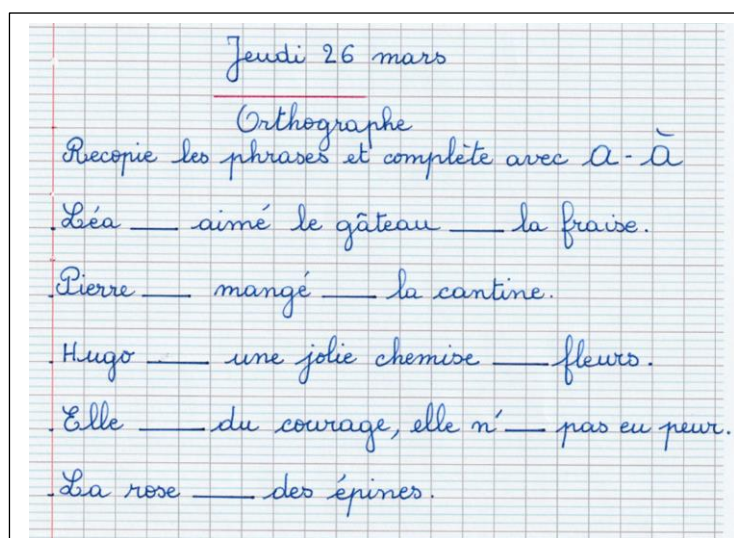 Jeudi 26 mars
Orthographe
Recopie les phrases et complète avec a - à
. Léa ___ aimé le gâteau ___ la fraise.
. Pierre ___ mangé ___ la cantine.
. Hugo ___ une jolie chemise ___ fleurs.
. Elle ___ du courage, elle n'___ pas eu peur.
. La rose ___ des épines.